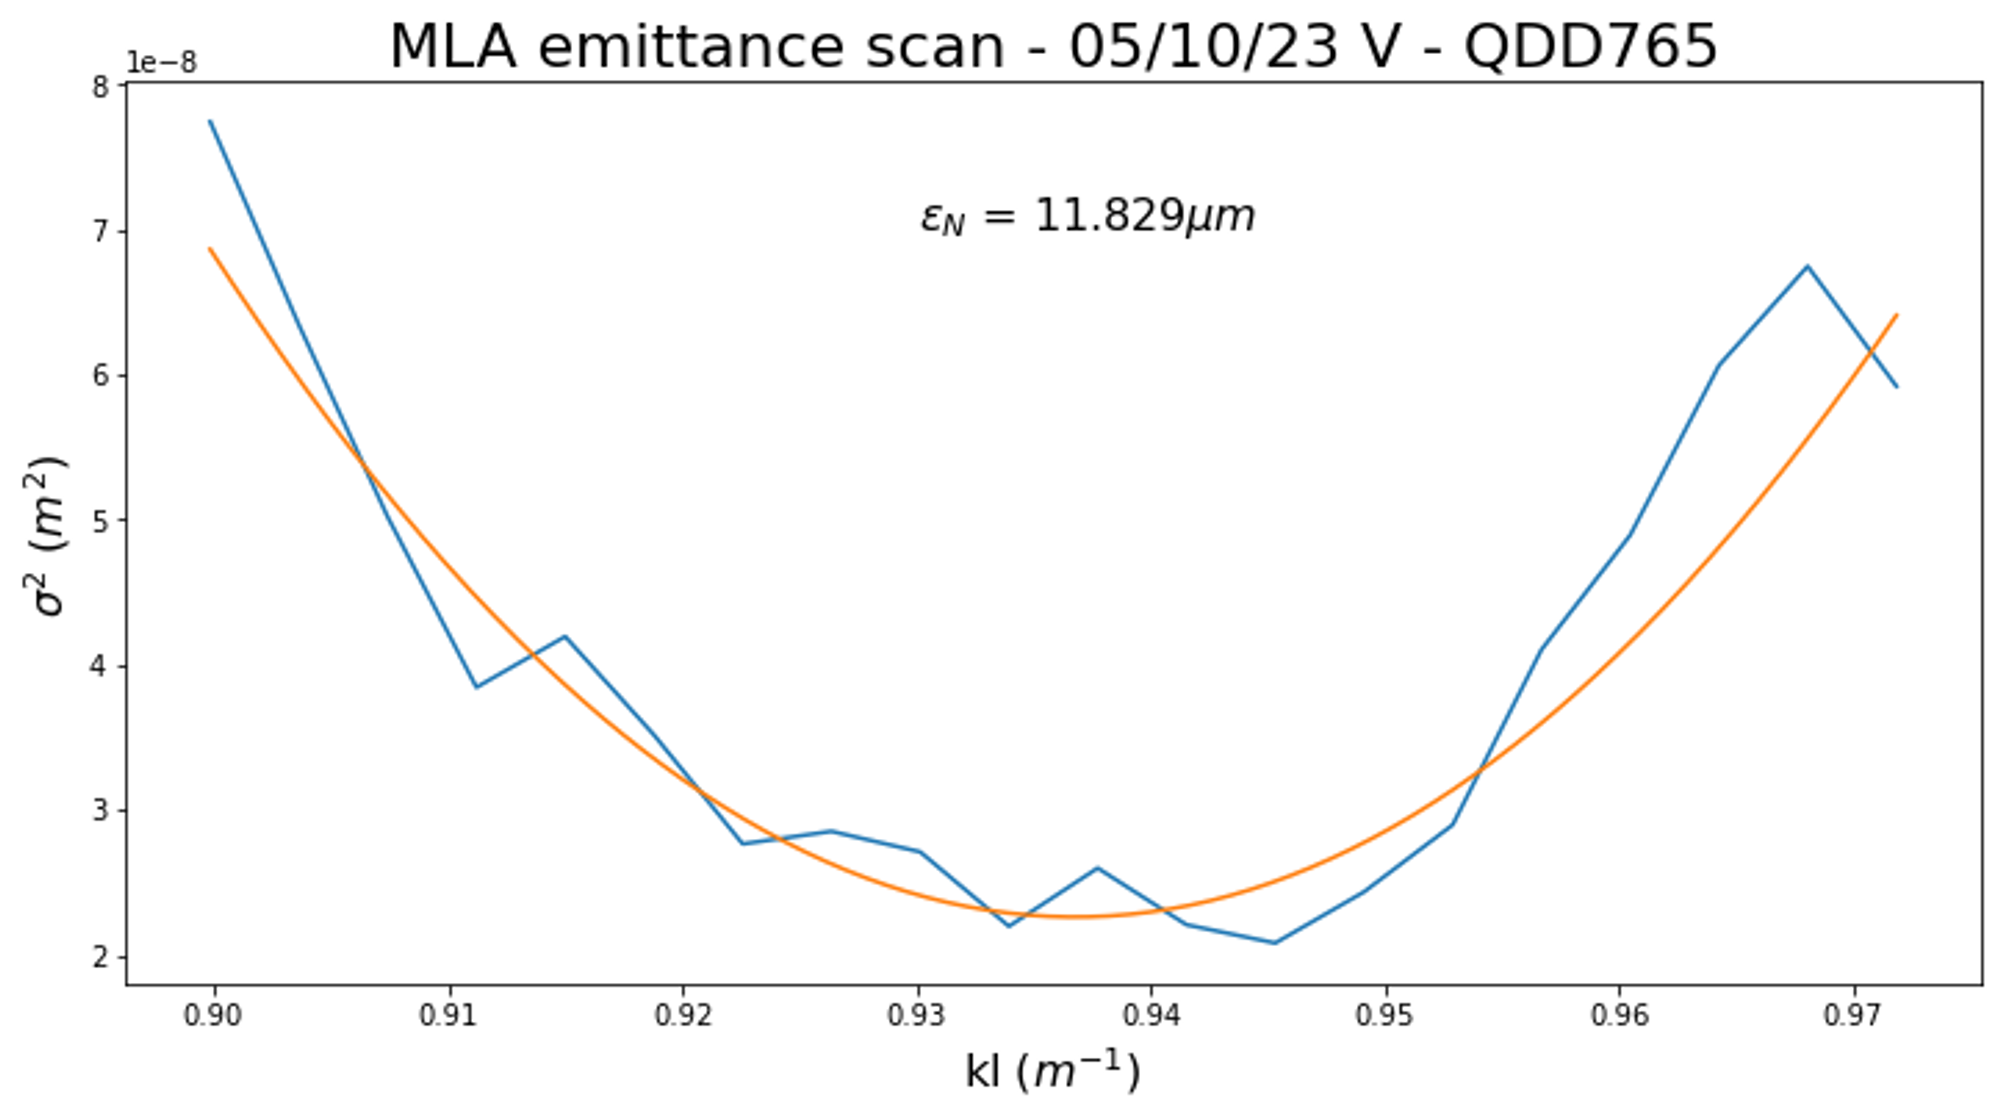 MLA emittance scan - 05/10/23 V - QDD765
1e−8
8
7
6
5
4
3
2
σ² (m²)
ε_N = 11.829μm
0.90 0.91 0.92 0.93 0.94 0.95 0.96 0.97
kl (m⁻¹)